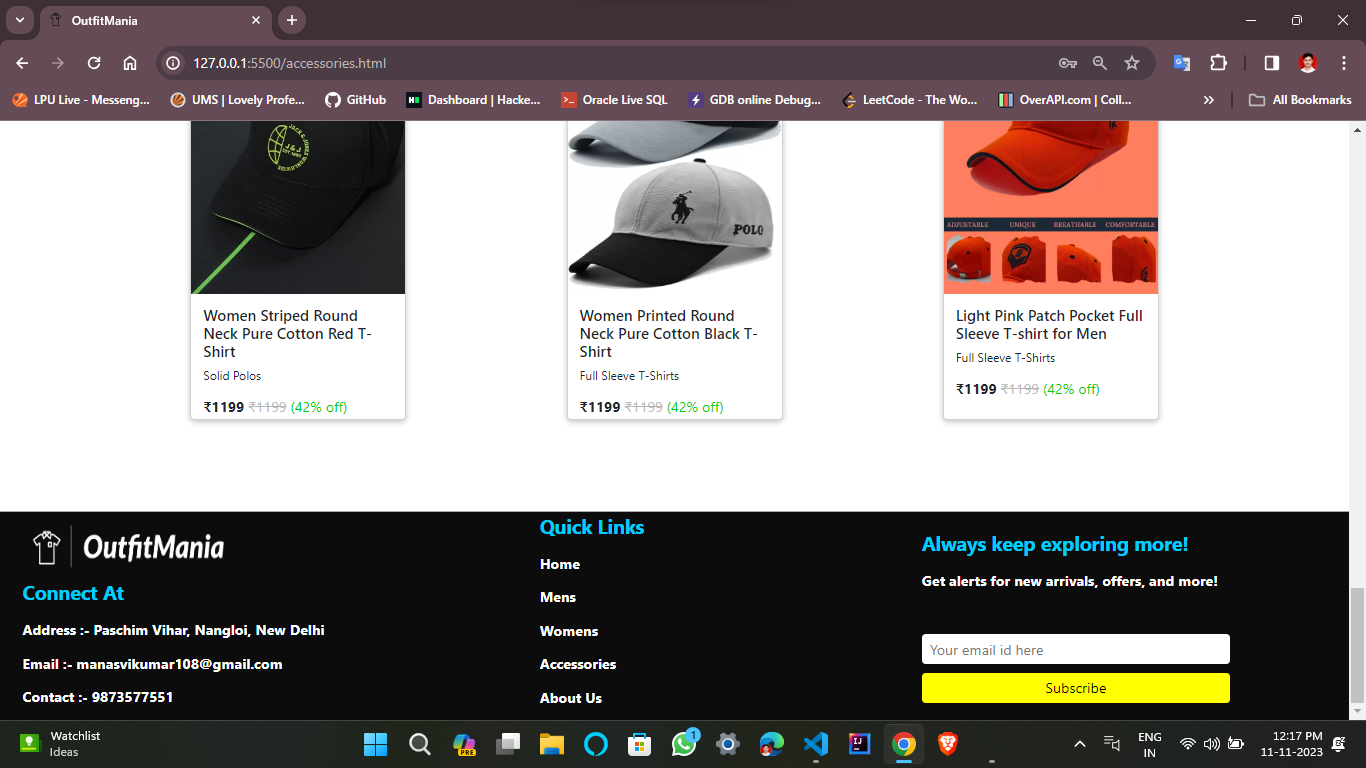 OutfitMania
127.0.0.1:5500/accessories.html
LPU Live - Messeng...
UMS | Lovely Profe...
GitHub
Dashboard | Hacke...
Oracle Live SQL
GDB online Debug...
LeetCode - The Wo...
OverAPI.com | Coll...
All Bookmarks
J & J
POLO
ADJUSTABLE
UNIQUE
BREATHABLE
COMFORTABLE
Women Striped Round
Neck Pure Cotton Red T-
Shirt
Solid Polos
₹1199 ₹1199 (42% off)
Women Printed Round
Neck Pure Cotton Black T-
Shirt
Full Sleeve T-Shirts
₹1199 ₹1199 (42% off)
Light Pink Patch Pocket Full
Sleeve T-shirt for Men
Full Sleeve T-Shirts
₹1199 ₹1199 (42% off)
OutfitMania
Connect At
Address :- Paschim Vihar, Nangloi, New Delhi
Email :- manasvikumar108@gmail.com
Contact :- 9873577551
Quick Links
Home
Mens
Womens
Accessories
About Us
Always keep exploring more!
Get alerts for new arrivals, offers, and more!
Your email id here
Subscribe
Watchlist
Ideas
PRE
1
IJ
ENG
IN
12:17 PM
11-11-2023